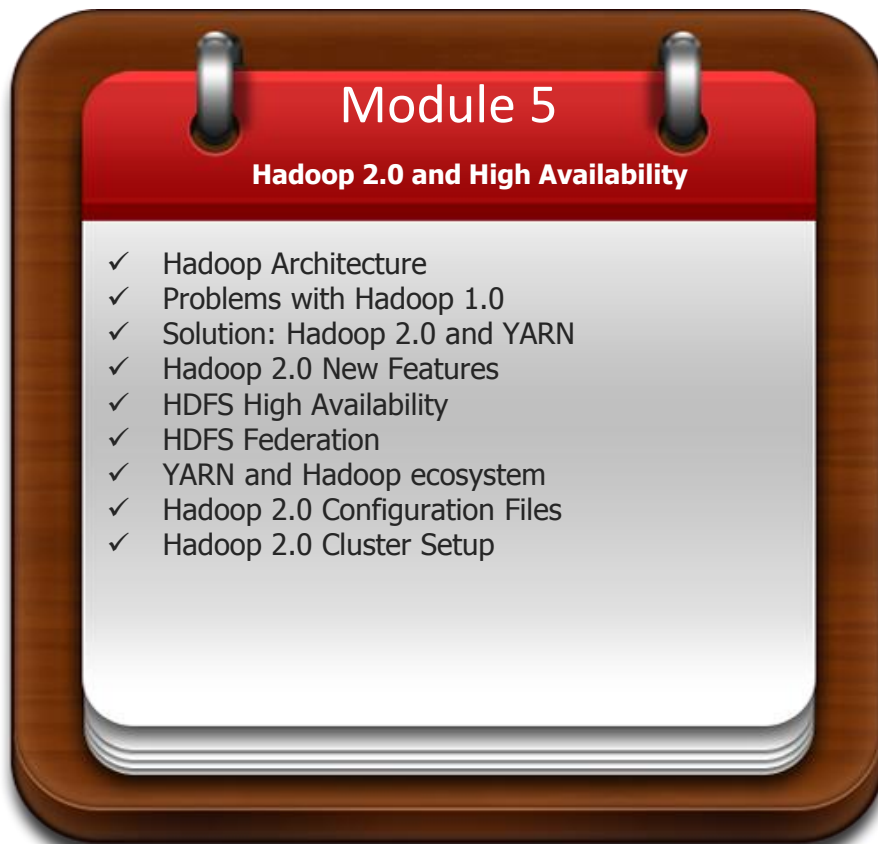 Module 5
Hadoop 2.0 and High Availability
✓ Hadoop Architecture
✓ Problems with Hadoop 1.0
✓ Solution: Hadoop 2.0 and YARN
✓ Hadoop 2.0 New Features
✓ HDFS High Availability
✓ HDFS Federation
✓ YARN and Hadoop ecosystem
✓ Hadoop 2.0 Configuration Files
✓ Hadoop 2.0 Cluster Setup